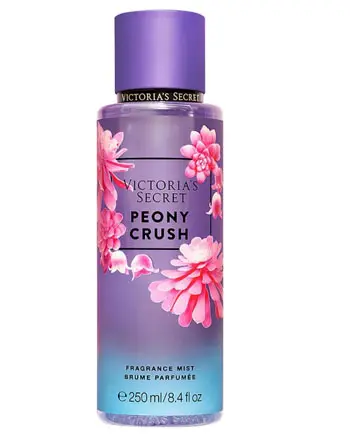 VICTORIA'S SECRET
VICTORIA'S
SECRET
PEONY
CRUSH
FRAGRANCE MIST
BRUME PARFUMÉE
℮ 250 ml/8.4 fl oz